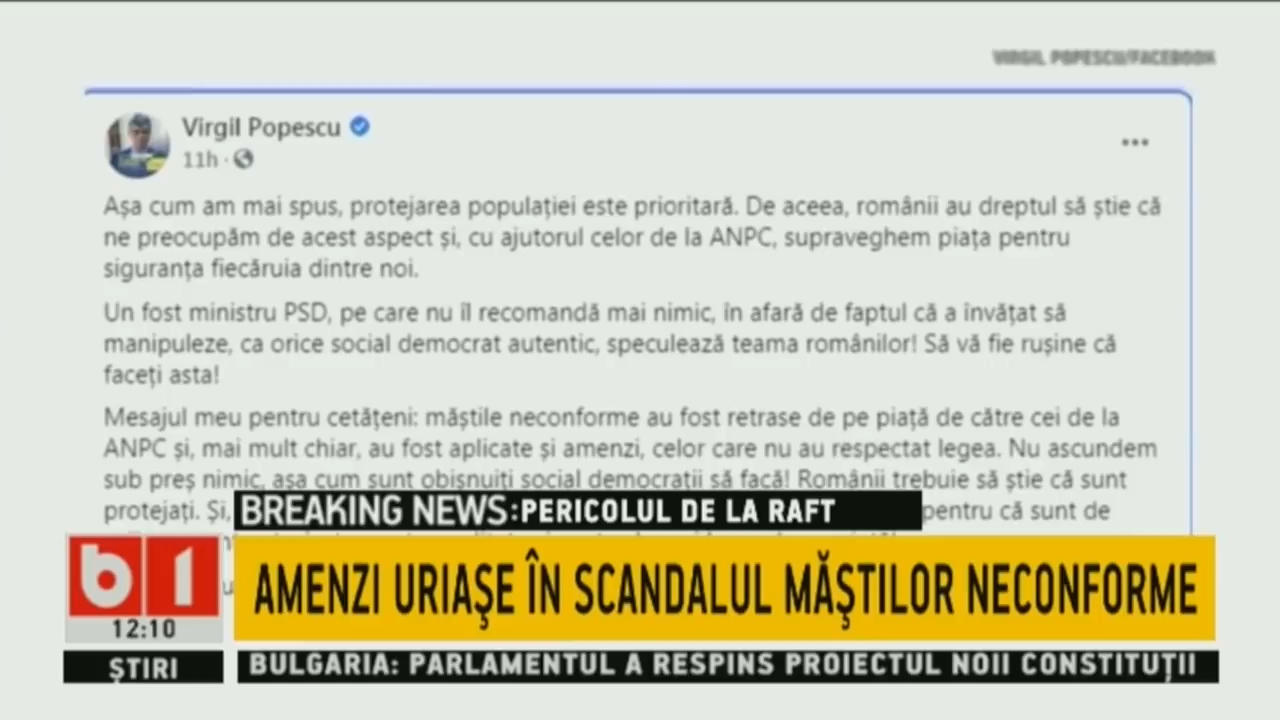 VIRGIL POPESCU/FACEBOOK
Virgil Popescu
11h ·
Așa cum am mai spus, protejarea populației este prioritară. De aceea, românii au dreptul să știe că
ne preocupăm de acest aspect și, cu ajutorul celor de la ANPC, supraveghem piața pentru
siguranța fiecăruia dintre noi.
Un fost ministru PSD, pe care nu îl recomandă mai nimic, în afară de faptul că a învățat să
manipuleze, ca orice social democrat autentic, speculează teama românilor! Să vă fie rușine că
faceți asta!
Mesajul meu pentru cetățeni: măștile neconforme au fost retrase de pe piață de către cei de la
ANPC și, mai mult chiar, au fost aplicate și amenzi, celor care nu au respectat legea. Nu ascundem
sub preș nimic, așa cum sunt obișnuiți social democrații să facă! Românii trebuie să știe că sunt
protejați. Și, pentru că sunt de
BREAKING NEWS: PERICOLUL DE LA RAFT
b1
AMENZI URIAŞE ÎN SCANDALUL MĂŞTILOR NECONFORME
12:10
ŞTIRI
BULGARIA: PARLAMENTUL A RESPINS PROIECTUL NOII CONSTITUŢII